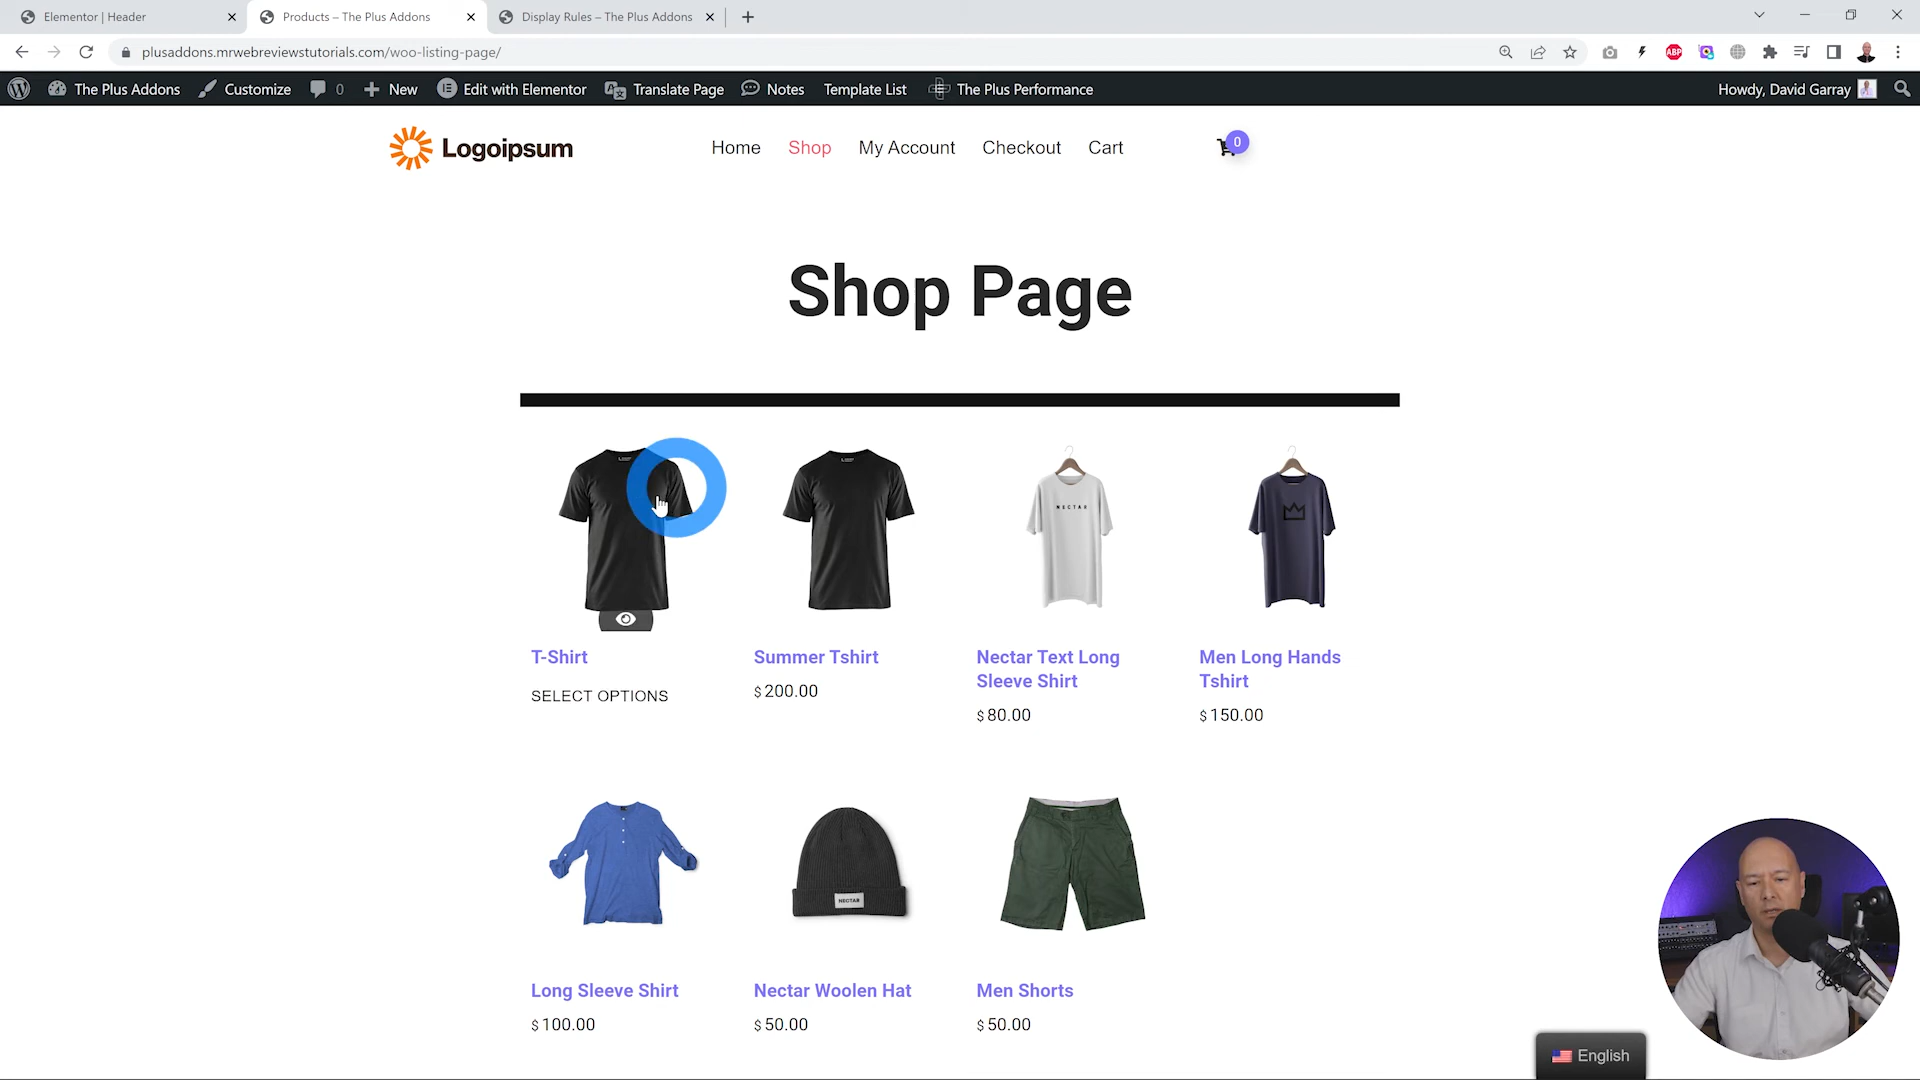 Elementor | Header
Products – The Plus Addons
Display Rules – The Plus Addons
plusaddons.mrwebreviewstutorials.com/woo-listing-page/
ABP
The Plus Addons
Customize
0
New
Edit with Elementor
Translate Page
Notes
Template List
The Plus Performance
Howdy, David Garray
Logoipsum
Home
Shop
My Account
Checkout
Cart
0
Shop Page
NECTAR
T-Shirt
SELECT OPTIONS
Summer Tshirt
$200.00
Nectar Text Long
Sleeve Shirt
$80.00
Men Long Hands
Tshirt
$150.00
NECTAR
Long Sleeve Shirt
$100.00
Nectar Woolen Hat
$50.00
Men Shorts
$50.00
English